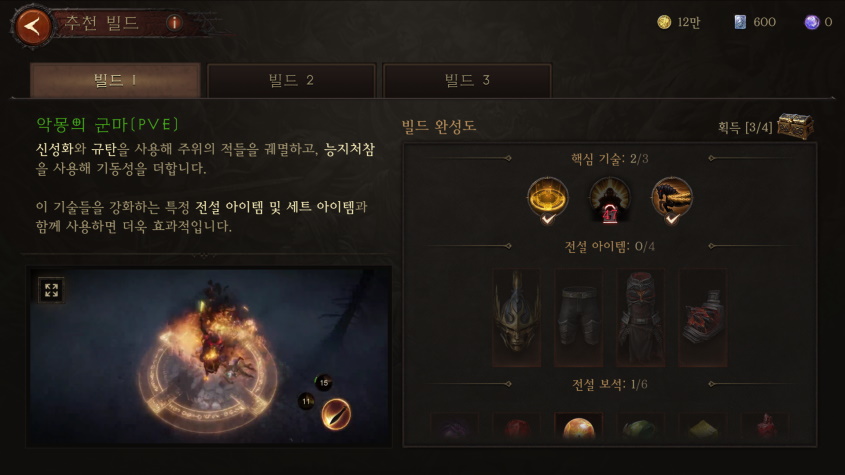 추천 빌드
12만
600
0
빌드 1
빌드 2
빌드 3
악몽의 군마(PVE)
신성화와 규탄을 사용해 주위의 적들을 궤멸하고, 능지처참
을 사용해 기동성을 더합니다.
이 기술들을 강화하는 특정 전설 아이템 및 세트 아이템과
함께 사용하면 더욱 효과적입니다.
15
11
빌드 완성도
획득 [3/4]
핵심 기술: 2/3
47
전설 아이템: 0/4
전설 보석: 1/6